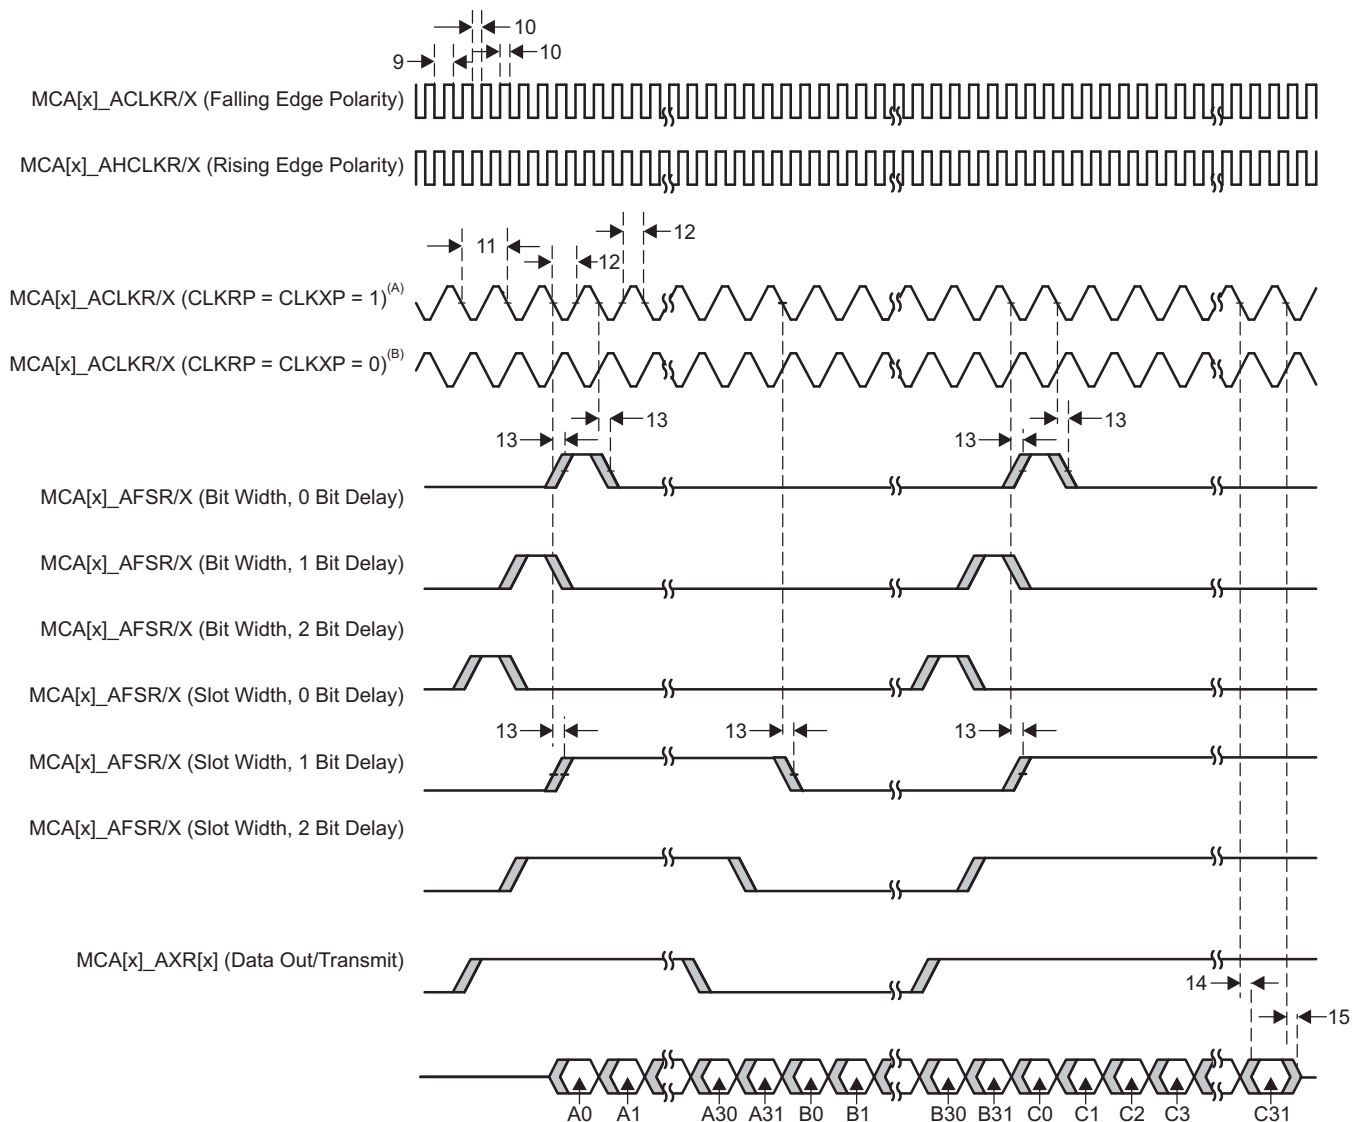 10
10
9
MCA[x]_ACLKR/X (Falling Edge Polarity)
MCA[x]_AHCLKR/X (Rising Edge Polarity)
12
11
12
MCA[x]_ACLKR/X (CLKRP = CLKXP = 1)(A)
MCA[x]_ACLKR/X (CLKRP = CLKXP = 0)(B)
13 13
13 13
MCA[x]_AFSR/X (Bit Width, 0 Bit Delay)
MCA[x]_AFSR/X (Bit Width, 1 Bit Delay)
MCA[x]_AFSR/X (Bit Width, 2 Bit Delay)
MCA[x]_AFSR/X (Slot Width, 0 Bit Delay)
13 13 13
MCA[x]_AFSR/X (Slot Width, 1 Bit Delay)
MCA[x]_AFSR/X (Slot Width, 2 Bit Delay)
MCA[x]_AXR[x] (Data Out/Transmit)
14
15
A0 A1 A30 A31 B0 B1 B30 B31 C0 C1 C2 C3 C31